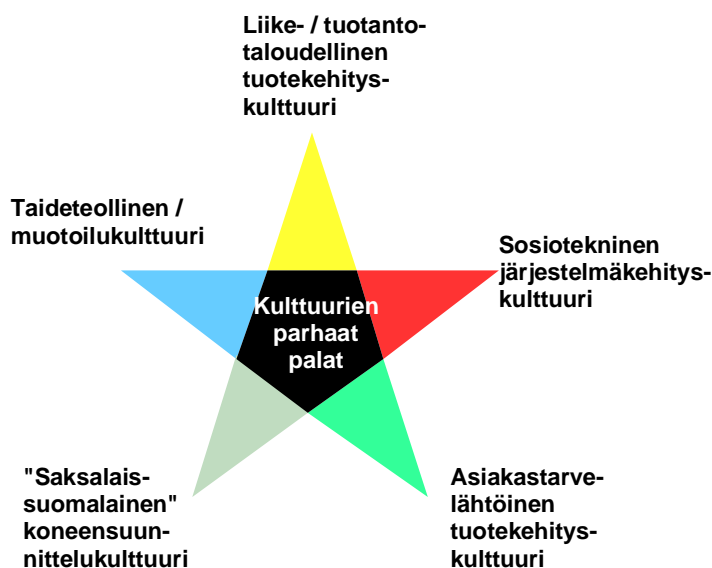 Liike- / tuotanto-
taloudellinen
tuotekehitys-
kulttuuri
Taideteollinen /
muotoilukulttuuri
Sosiotekninen
järjestelmäkehitys-
kulttuuri
Kulttuurien
parhaat
palat
"Saksalais-
suomalainen"
koneensuun-
nittelukulttuuri
Asiakastarve-
lähtöinen
tuotekehitys-
kulttuuri